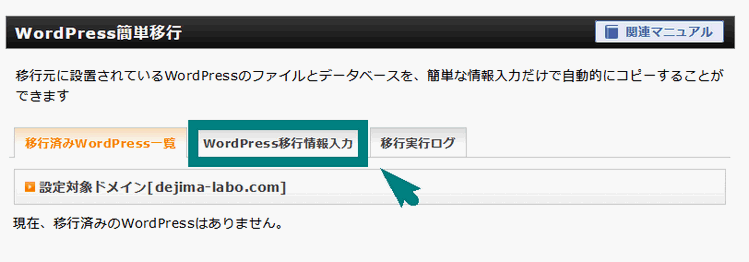 WordPress簡単移行
関連マニュアル
移行元に設置されているWordPressのファイルとデータベースを、簡単な情報入力だけで自動的にコピーすることが
できます
移行済みWordPress一覧 WordPress移行情報入力 移行実行ログ
設定対象ドメイン[dejima-labo.com]
現在、移行済みのWordPressはありません。